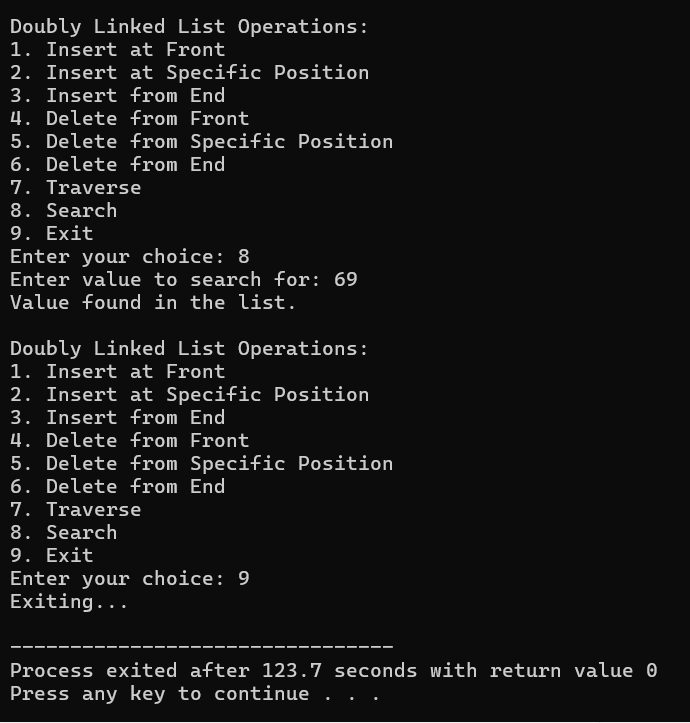 Doubly Linked List Operations:
1. Insert at Front
2. Insert at Specific Position
3. Insert from End
4. Delete from Front
5. Delete from Specific Position
6. Delete from End
7. Traverse
8. Search
9. Exit
Enter your choice: 8
Enter value to search for: 69
Value found in the list.

Doubly Linked List Operations:
1. Insert at Front
2. Insert at Specific Position
3. Insert from End
4. Delete from Front
5. Delete from Specific Position
6. Delete from End
7. Traverse
8. Search
9. Exit
Enter your choice: 9
Exiting...

--------------------------------
Process exited after 123.7 seconds with return value 0
Press any key to continue . . .